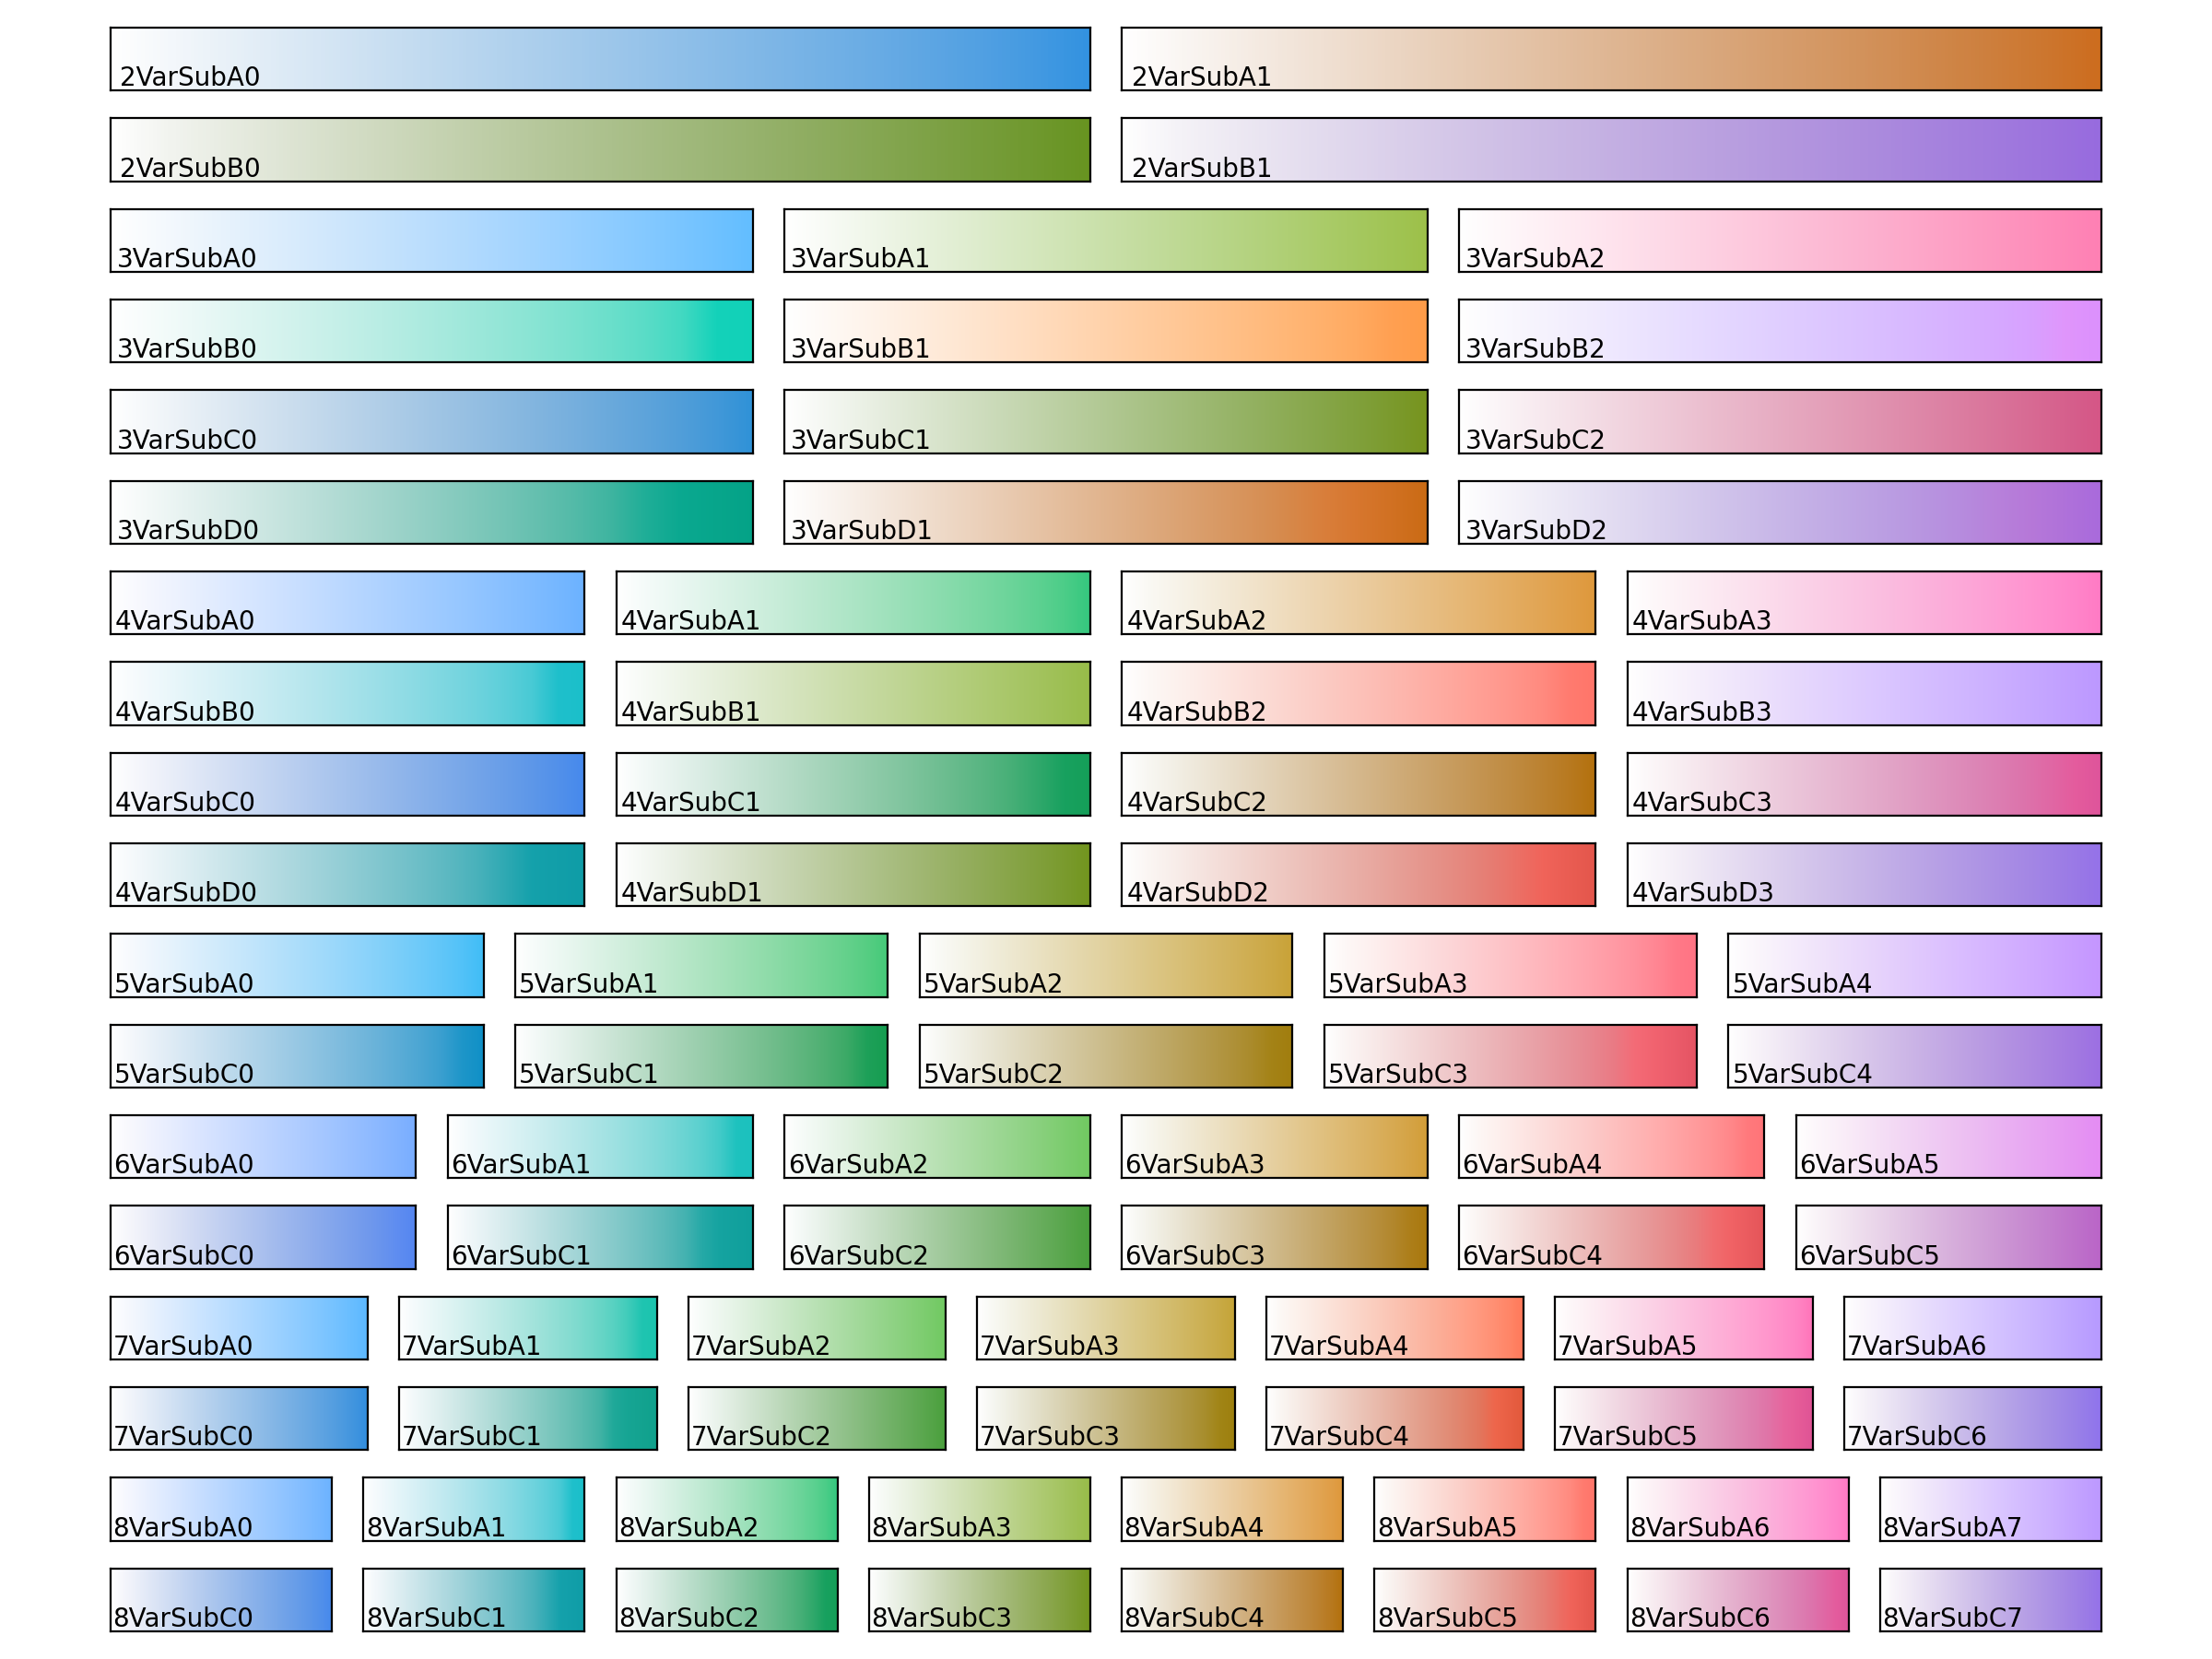 2VarSubA0 2VarSubA1
2VarSubB0 2VarSubB1
3VarSubA0 3VarSubA1 3VarSubA2
3VarSubB0 3VarSubB1 3VarSubB2
3VarSubC0 3VarSubC1 3VarSubC2
3VarSubD0 3VarSubD1 3VarSubD2
4VarSubA0 4VarSubA1 4VarSubA2 4VarSubA3
4VarSubB0 4VarSubB1 4VarSubB2 4VarSubB3
4VarSubC0 4VarSubC1 4VarSubC2 4VarSubC3
4VarSubD0 4VarSubD1 4VarSubD2 4VarSubD3
5VarSubA0 5VarSubA1 5VarSubA2 5VarSubA3 5VarSubA4
5VarSubC0 5VarSubC1 5VarSubC2 5VarSubC3 5VarSubC4
6VarSubA0 6VarSubA1 6VarSubA2 6VarSubA3 6VarSubA4 6VarSubA5
6VarSubC0 6VarSubC1 6VarSubC2 6VarSubC3 6VarSubC4 6VarSubC5
7VarSubA0 7VarSubA1 7VarSubA2 7VarSubA3 7VarSubA4 7VarSubA5 7VarSubA6
7VarSubC0 7VarSubC1 7VarSubC2 7VarSubC3 7VarSubC4 7VarSubC5 7VarSubC6
8VarSubA0 8VarSubA1 8VarSubA2 8VarSubA3 8VarSubA4 8VarSubA5 8VarSubA6 8VarSubA7
8VarSubC0 8VarSubC1 8VarSubC2 8VarSubC3 8VarSubC4 8VarSubC5 8VarSubC6 8VarSubC7